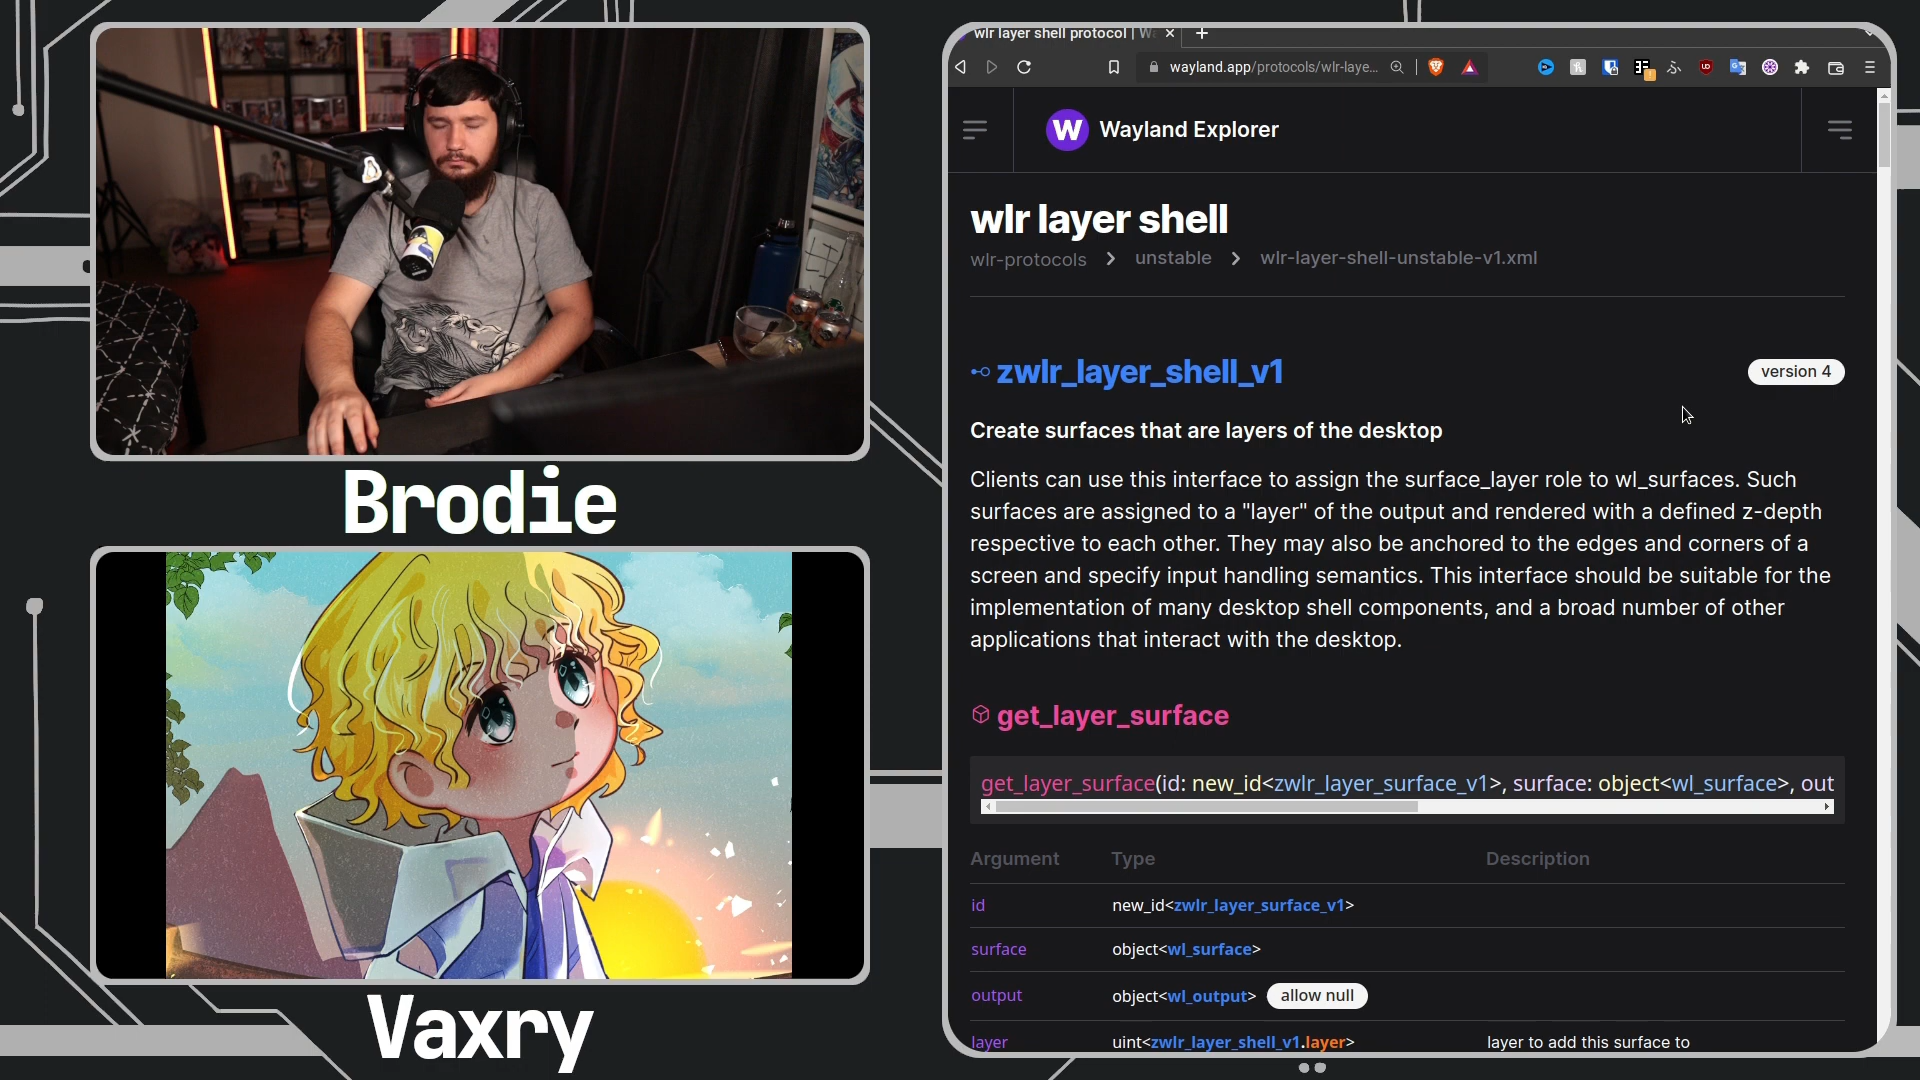 Brodie
Vaxry
wlr layer shell protocol | W
wayland.app/protocols/wlr-laye...
W Wayland Explorer
wlr layer shell
wlr-protocols > unstable > wlr-layer-shell-unstable-v1.xml
zwlr_layer_shell_v1
version 4
Create surfaces that are layers of the desktop
Clients can use this interface to assign the surface_layer role to wl_surfaces. Such
surfaces are assigned to a "layer" of the output and rendered with a defined z-depth
respective to each other. They may also be anchored to the edges and corners of a
screen and specify input handling semantics. This interface should be suitable for the
implementation of many desktop shell components, and a broad number of other
applications that interact with the desktop.
get_layer_surface
get_layer_surface(id: new_id<zwlr_layer_surface_v1>, surface: object<wl_surface>, out
Argument Type Description
id new_id<zwlr_layer_surface_v1>
surface object<wl_surface>
output object<wl_output> allow null
layer uint<zwlr_layer_shell_v1.layer> layer to add this surface to